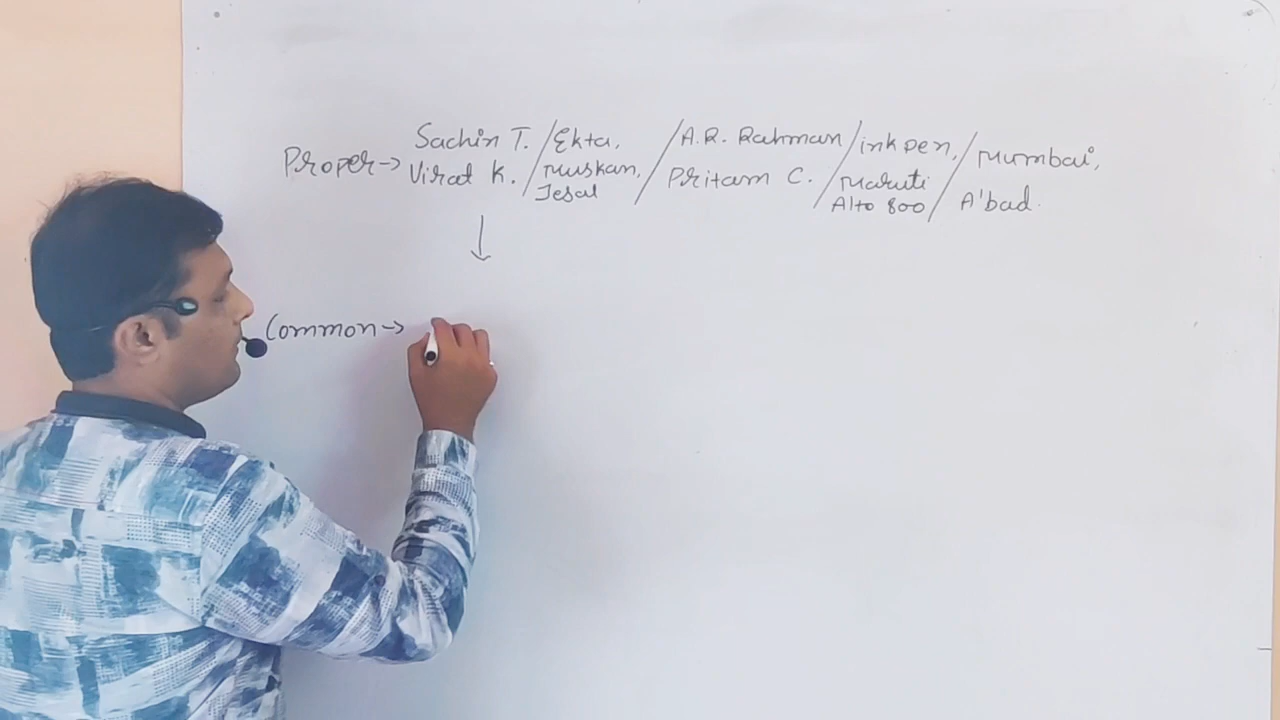 Proper → Sachin T. / Ekta, / A.R. Rahman / ink pen, / Mumbai,
Virat K. / Muskan, / Pritam C. / Maruti / A'bad.
Jesal Alto 800
↓
Common →